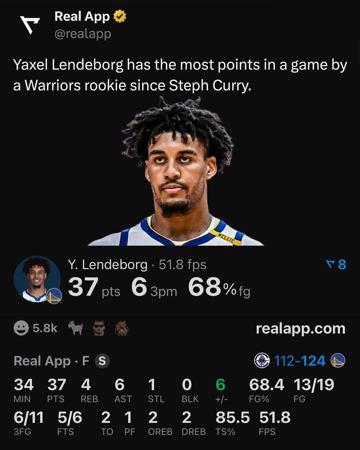 Real App
@realapp
Yaxel Lendeborg has the most points in a game by
a Warriors rookie since Steph Curry.
Y. Lendeborg · 51.8 fps
8
37 pts 6 3pm 68% fg
5.8k
realapp.com
Real App · F S
112-124
34 37 4 6 1 0 6 68.4 13/19
MIN PTS REB AST STL BLK +/- FG% FG
6/11 5/6 2 1 2 2 85.5 51.8
3FG FTS TO PF OREB DREB TS% FPS